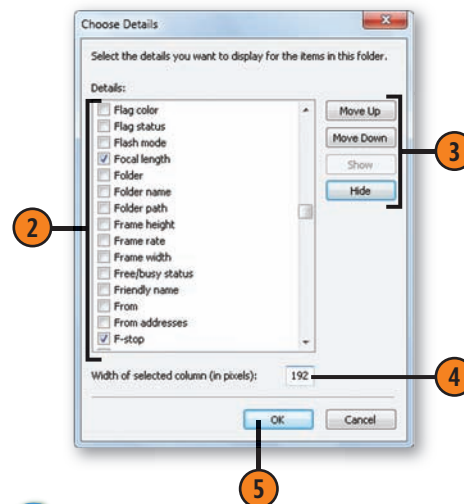 Choose Details
Select the details you want to display for the items in this folder.
Details:
Flag color
Flag status
Flash mode
Focal length
Folder
Folder name
Folder path
Frame height
Frame rate
Frame width
Free/busy status
Friendly name
From
From addresses
F-stop
Move Up
Move Down
Show
Hide
2
3
Width of selected column (in pixels): 192
4
OK Cancel
5